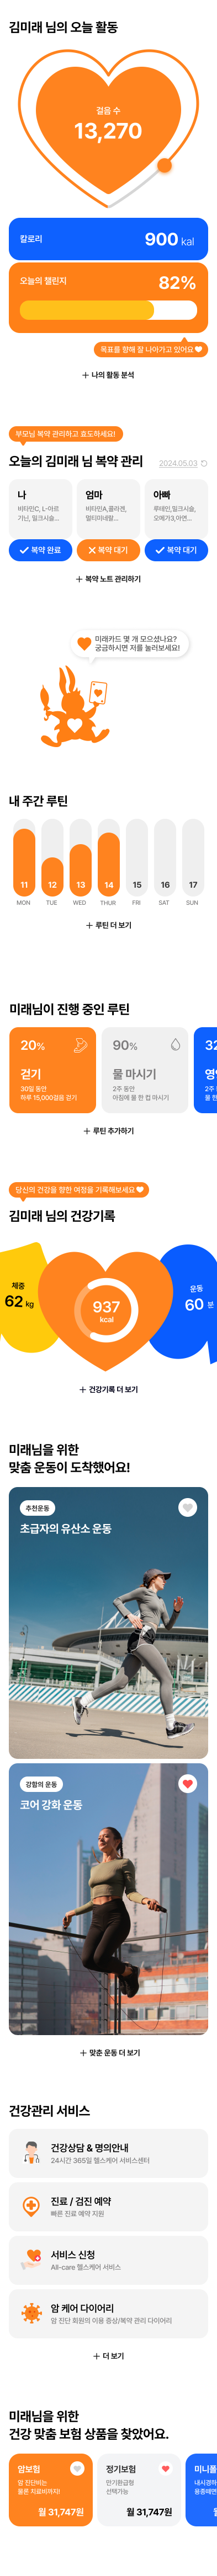 김미래 님의 오늘 활동
걸음 수
13,270
칼로리
900 kal
오늘의 챌린지
82%
목표를 향해 잘 나아가고 있어요
+ 나의 활동 분석
부모님 복약 관리하고 효도하세요!
오늘의 김미래 님 복약 관리
2024.05.03
나
비타민C, L-아르
기닌, 밀크시슬...
복약 완료
엄마
비타민A,콜라겐,
멀티미네랄...
복약 대기
아빠
루테인,밀크시슬,
오메가3,아연...
복약 대기
+ 복약 노트 관리하기
미래카드 몇 개 모으셨나요?
궁금하시면 저를 눌러보세요!
내 주간 루틴
11 12 13 14 15 16 17
MON TUE WED THUR FRI SAT SUN
+ 루틴 더 보기
미래님이 진행 중인 루틴
20%
걷기
30일 동안
하루 15,000걸음 걷기
90%
물 마시기
2주 동안
아침에 물 한 컵 마시기
32
영양
2주
물 한
+ 루틴 추가하기
당신의 건강을 향한 여정을 기록해보세요
김미래 님의 건강기록
체중
62 kg
937
kcal
운동
60 분
+ 건강기록 더 보기
미래님을 위한
맞춤 운동이 도착했어요!
추천운동
초급자의 유산소 운동
강함의 운동
코어 강화 운동
+ 맞춘 운동 더 보기
건강관리 서비스
건강상담 & 명의안내
24시간 365일 헬스케어 서비스센터
진료 / 검진 예약
빠른 진료 예약 지원
서비스 신청
All-care 헬스케어 서비스
암 케어 다이어리
암 진단 회원의 이용 증상/복약 관리 다이어리
+ 더 보기
미래님을 위한
건강 맞춤 보험 상품을 찾았어요.
암보험
암 진단비는
물론 치료비까지!
월 31,747원
정기보험
만기환급형
선택가능
월 31,747원
미니플
내시경하
용종떼면